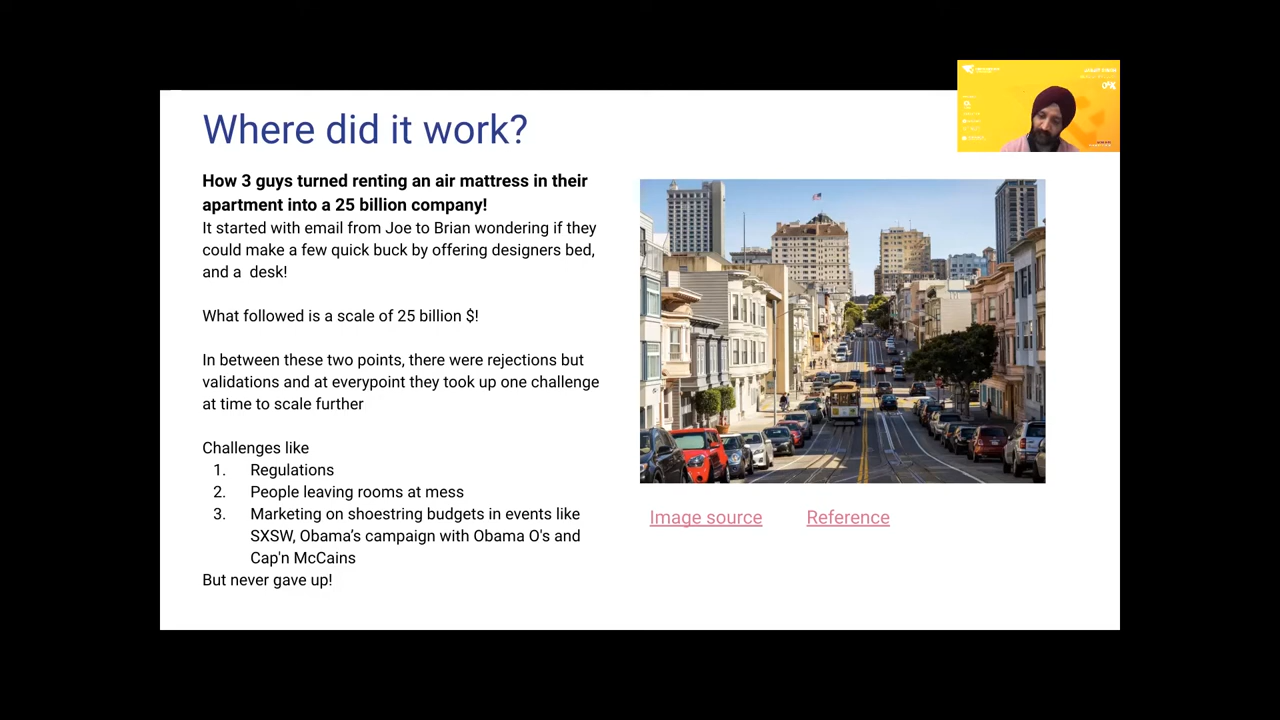 Where did it work?
How 3 guys turned renting an air mattress in their
apartment into a 25 billion company!
It started with email from Joe to Brian wondering if they
could make a few quick buck by offering designers bed,
and a  desk!
What followed is a scale of 25 billion $!
In between these two points, there were rejections but
validations and at everypoint they took up one challenge
at time to scale further
Challenges like
1. Regulations
2. People leaving rooms at mess
3. Marketing on shoestring budgets in events like
SXSW, Obama’s campaign with Obama O's and
Cap'n McCains
But never gave up!
Image source
Reference